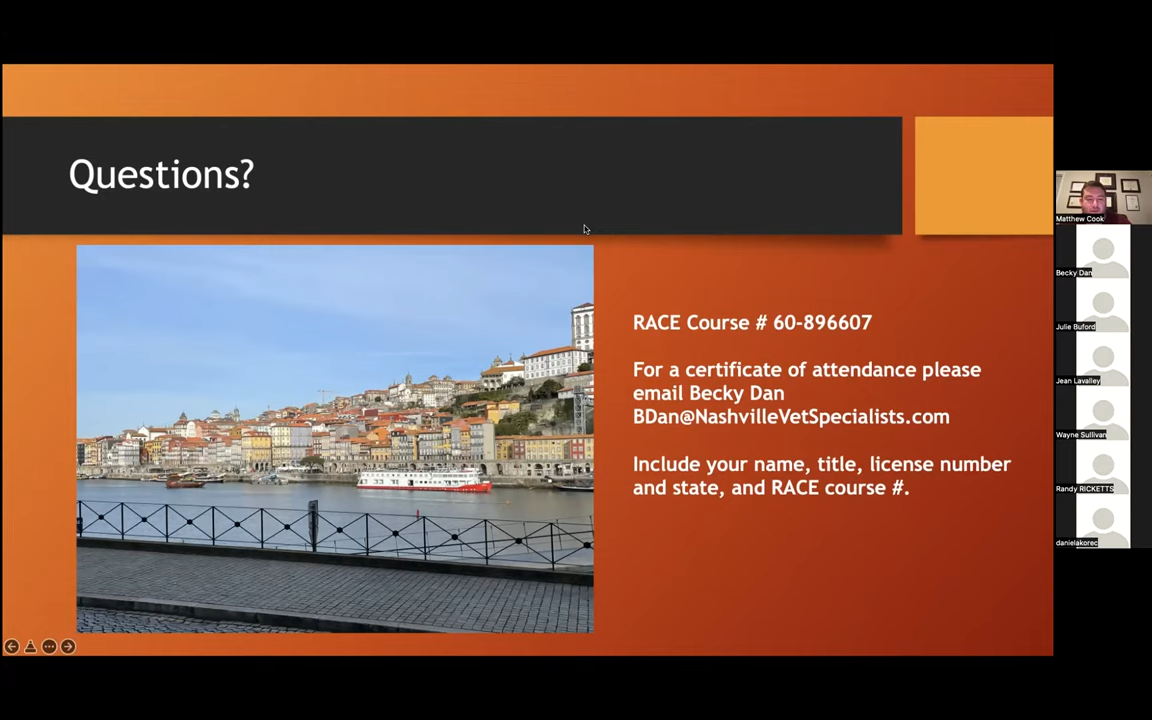 Questions?
RACE Course # 60-896607
For a certificate of attendance please
email Becky Dan
BDan@NashvilleVetSpecialists.com
Include your name, title, license number
and state, and RACE course #.
Matthew Cook
Becky Dan
Julie Buford
Jean Lavalley
Wayne Sullivan
Randy RICKETTS
danielakorec